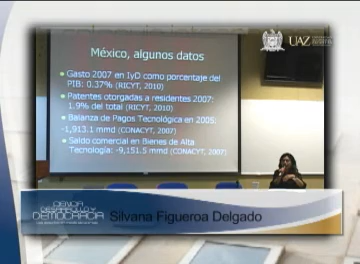 México, algunos datos
UAZ
• Gasto 2007 en IyD como porcentaje del
PIB: 0.37% (RICYT, 2010)
• Patentes otorgadas a residentes 2007:
1.9% del total (RICYT, 2010)
• Balanza de Pagos Tecnológica en 2005:
-1,913.1 mmd (CONACYT, 2007)
• Saldo comercial en Bienes de Alta
Tecnología: -9,151.5 mmd (CONACYT, 2007)
CIENCIA
DESARROLLO Y
DEMOCRACIA
Silvana Figueroa Delgado